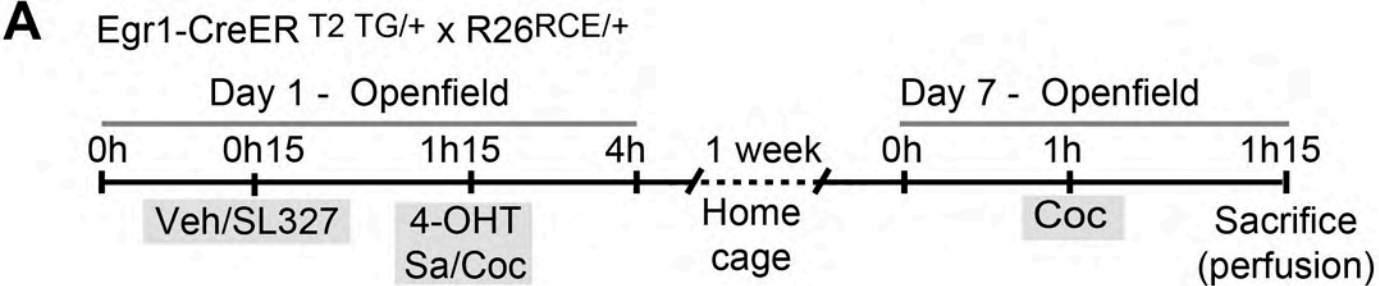 A
Egr1-CreER T2 TG/+ x R26RCE/+
Day 1 - Openfield
Day 7 - Openfield
0h 0h15 1h15 4h 1 week 0h 1h 1h15
Veh/SL327
4-OHT
Sa/Coc
Home
cage
Coc
Sacrifice
(perfusion)